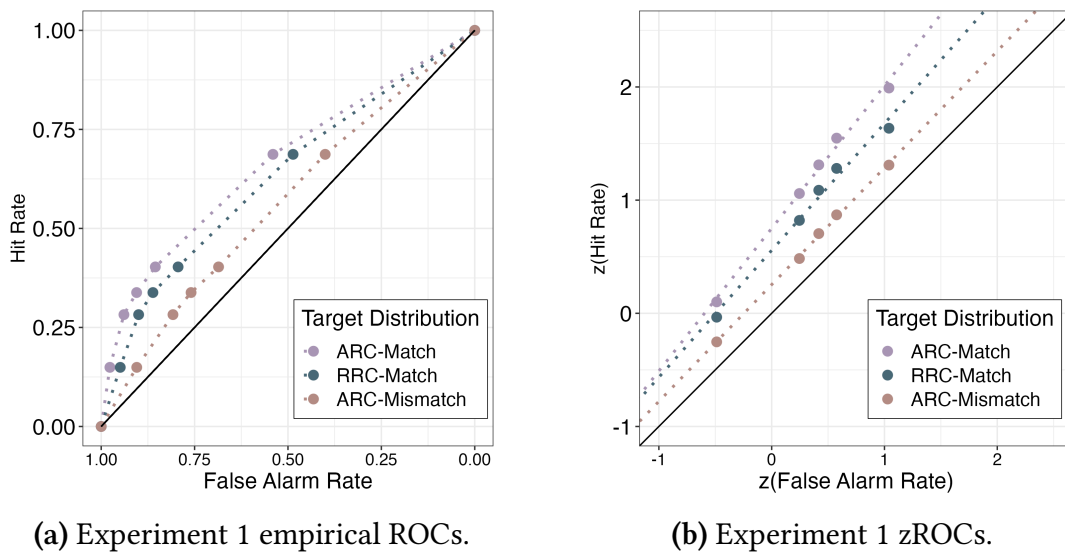 1.00
0.75
0.50
0.25
0.00
Hit Rate
1.00
0.75
0.50
0.25
0.00
False Alarm Rate
Target Distribution
ARC-Match
RRC-Match
ARC-Mismatch
(a) Experiment 1 empirical ROCs.
2
1
0
-1
z(Hit Rate)
-1
0
1
2
z(False Alarm Rate)
Target Distribution
ARC-Match
RRC-Match
ARC-Mismatch
(b) Experiment 1 zROCs.